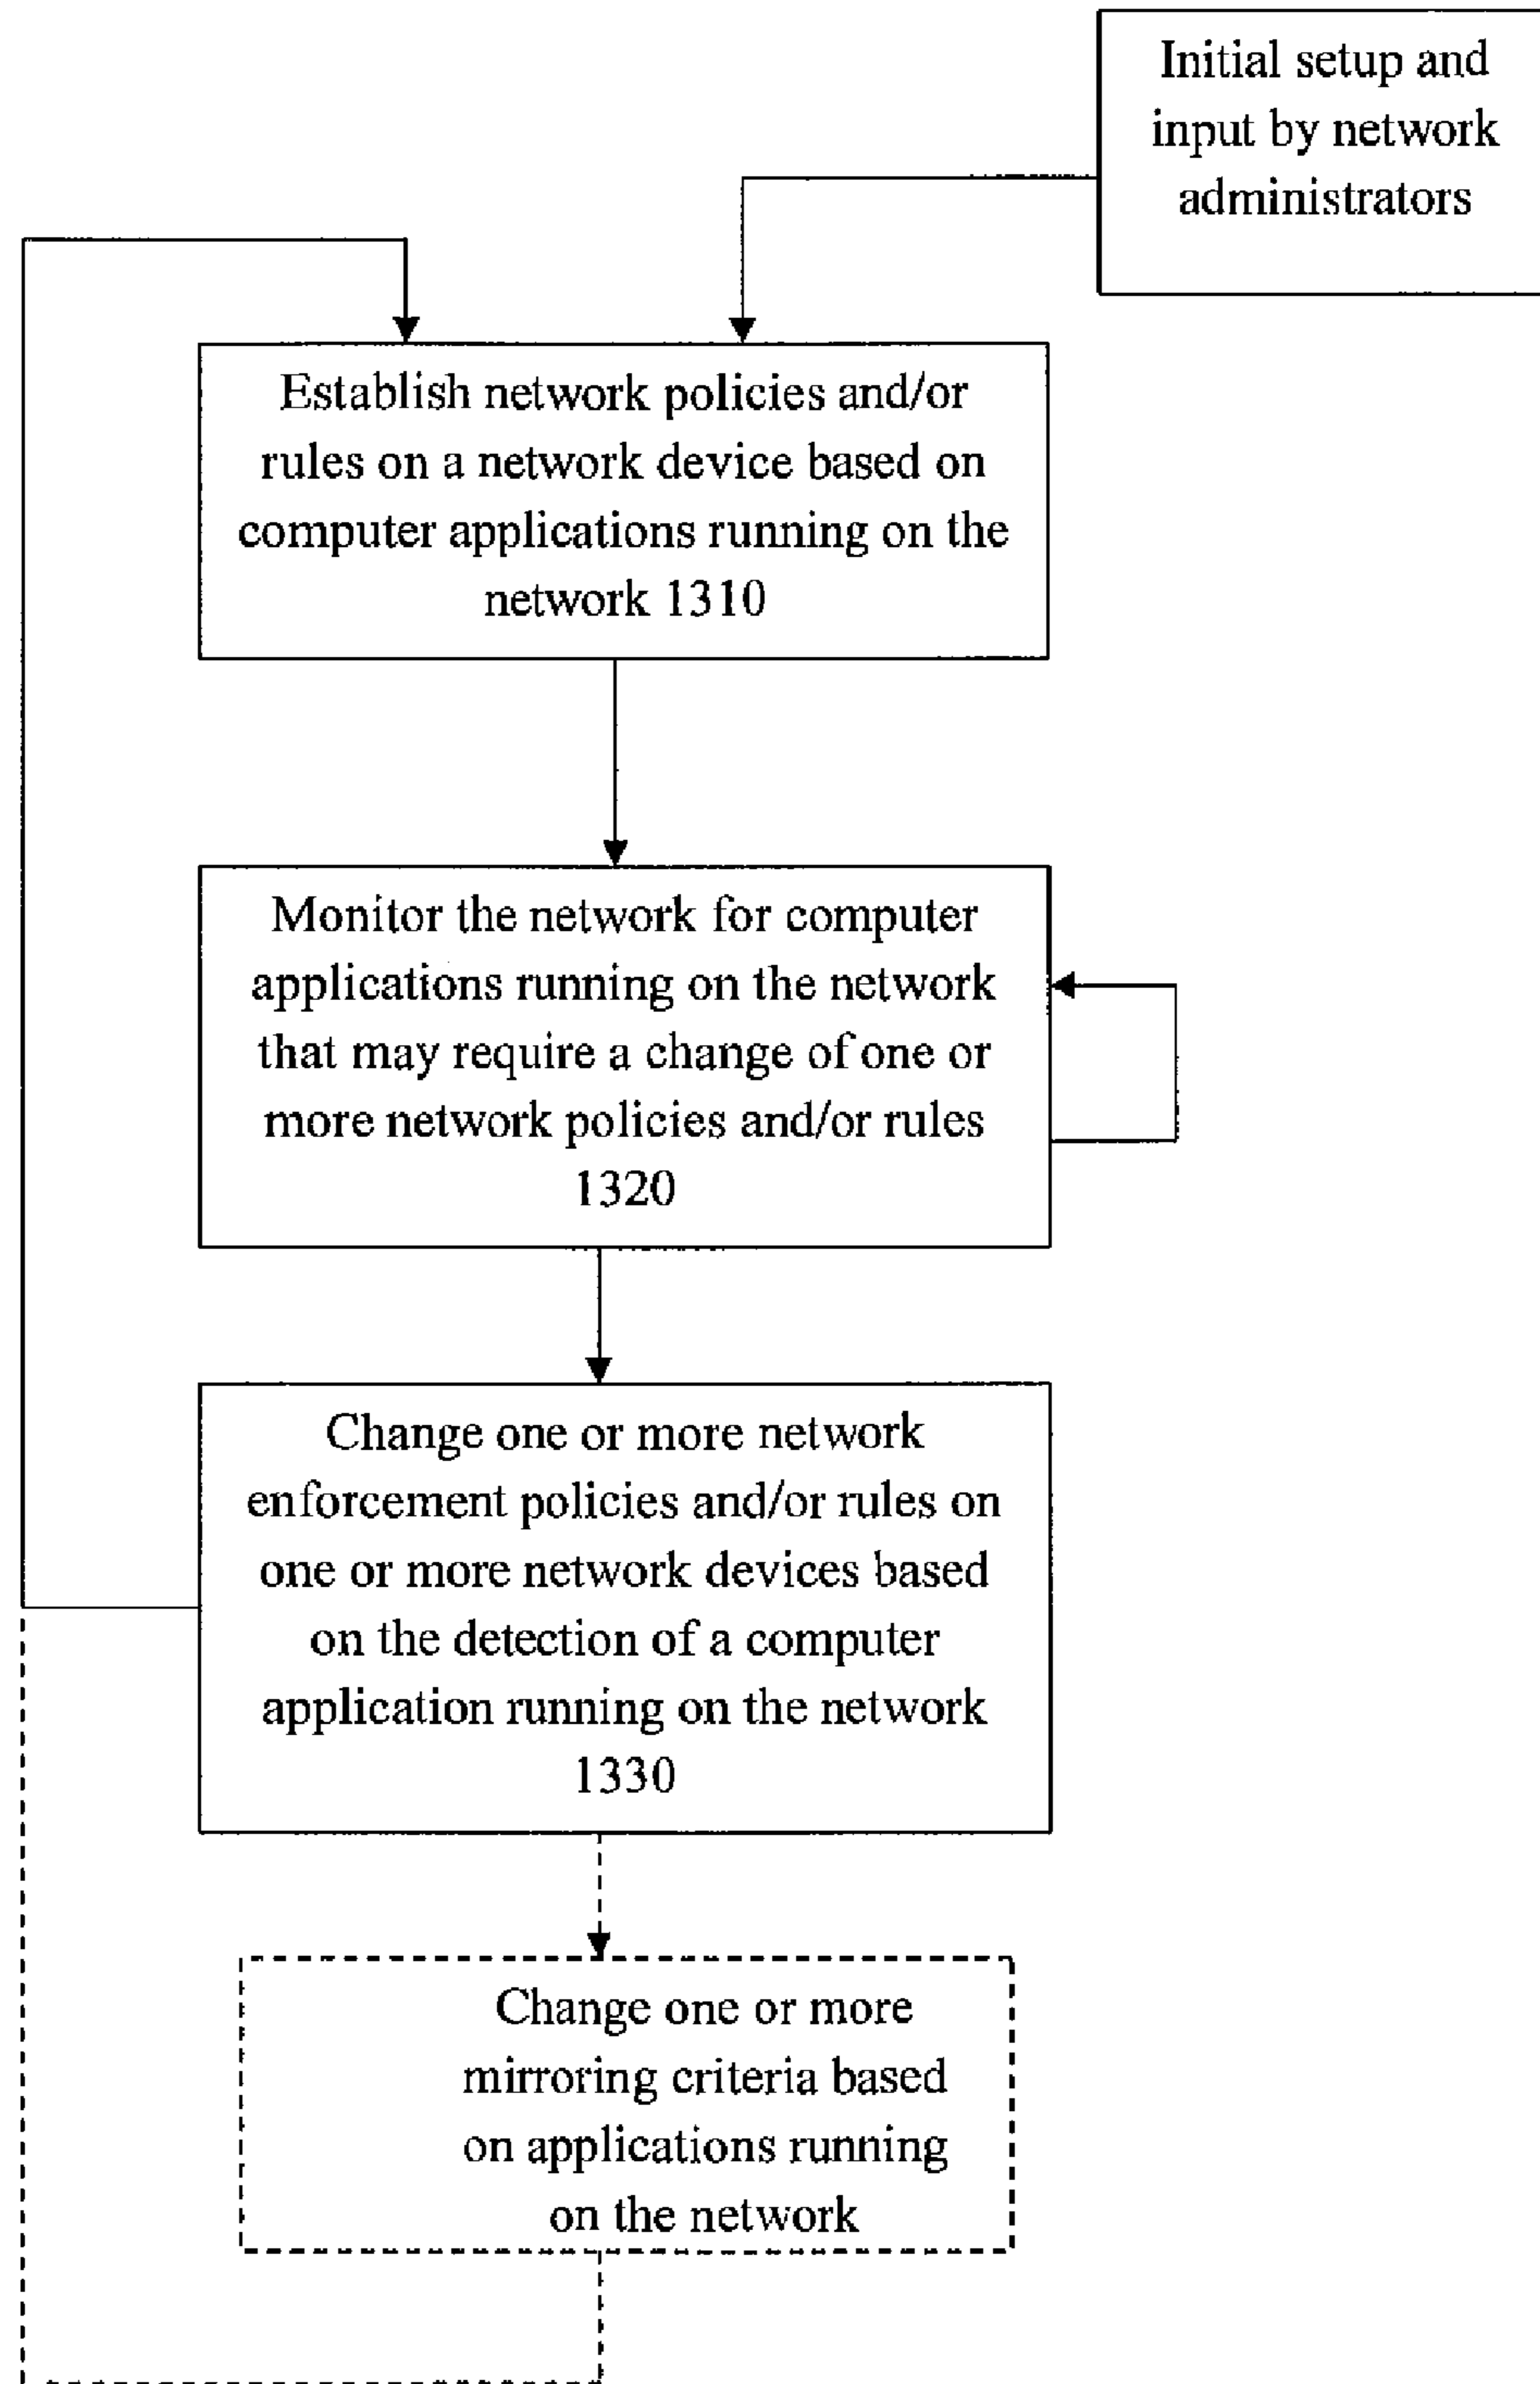 Initial setup and
input by network
administrators
Establish network policies and/or
rules on a network device based on
computer applications running on the
network 1310
Monitor the network for computer
applications running on the network
that may require a change of one or
more network policies and/or rules
1320
Change one or more network
enforcement policies and/or rules on
one or more network devices based
on the detection of a computer
application running on the network
1330
Change one or more
mirroring criteria based
on applications running
on the network